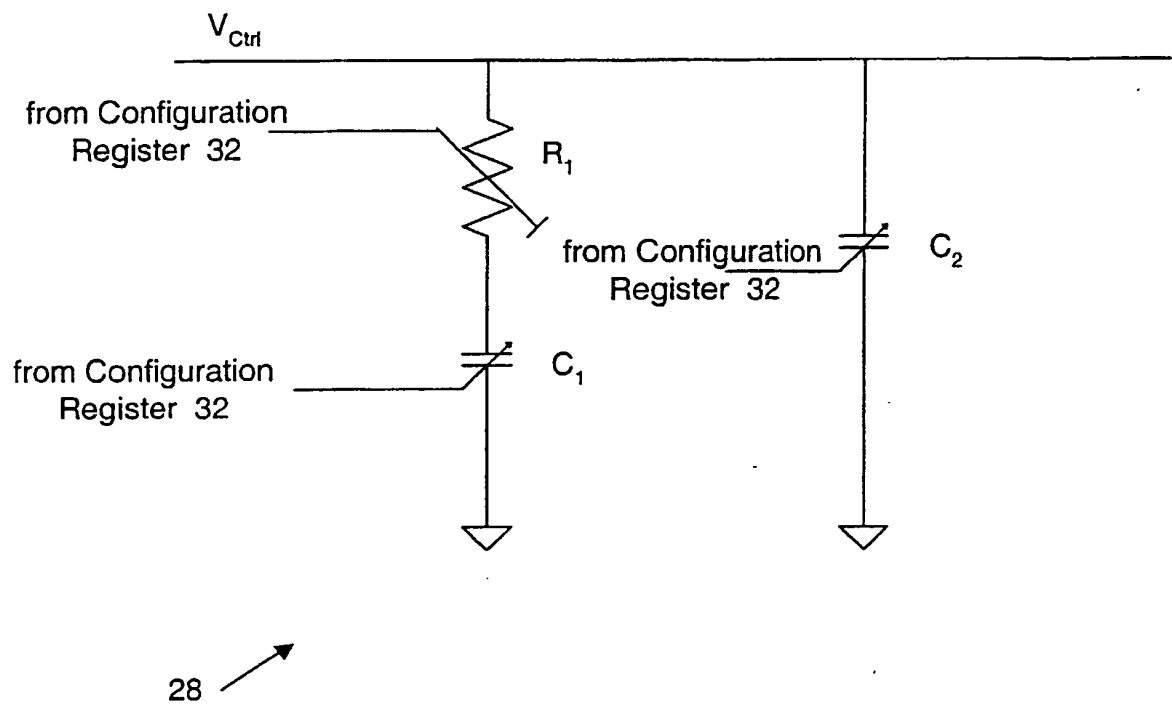 V_Ctrl
from Configuration
Register 32
R_1
from Configuration
Register 32
C_2
from Configuration
Register 32
C_1
28